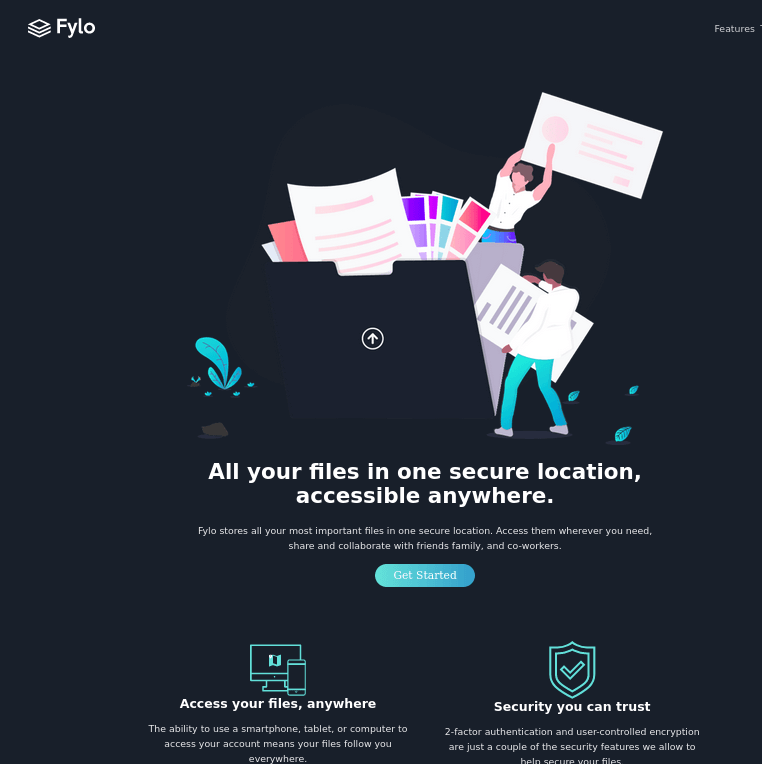 Fylo
Features
All your files in one secure location,
accessible anywhere.
Fylo stores all your most important files in one secure location. Access them wherever you need,
share and collaborate with friends family, and co-workers.
Get Started
Access your files, anywhere
The ability to use a smartphone, tablet, or computer to
access your account means your files follow you
everywhere.
Security you can trust
2-factor authentication and user-controlled encryption
are just a couple of the security features we allow to
help secure your files.